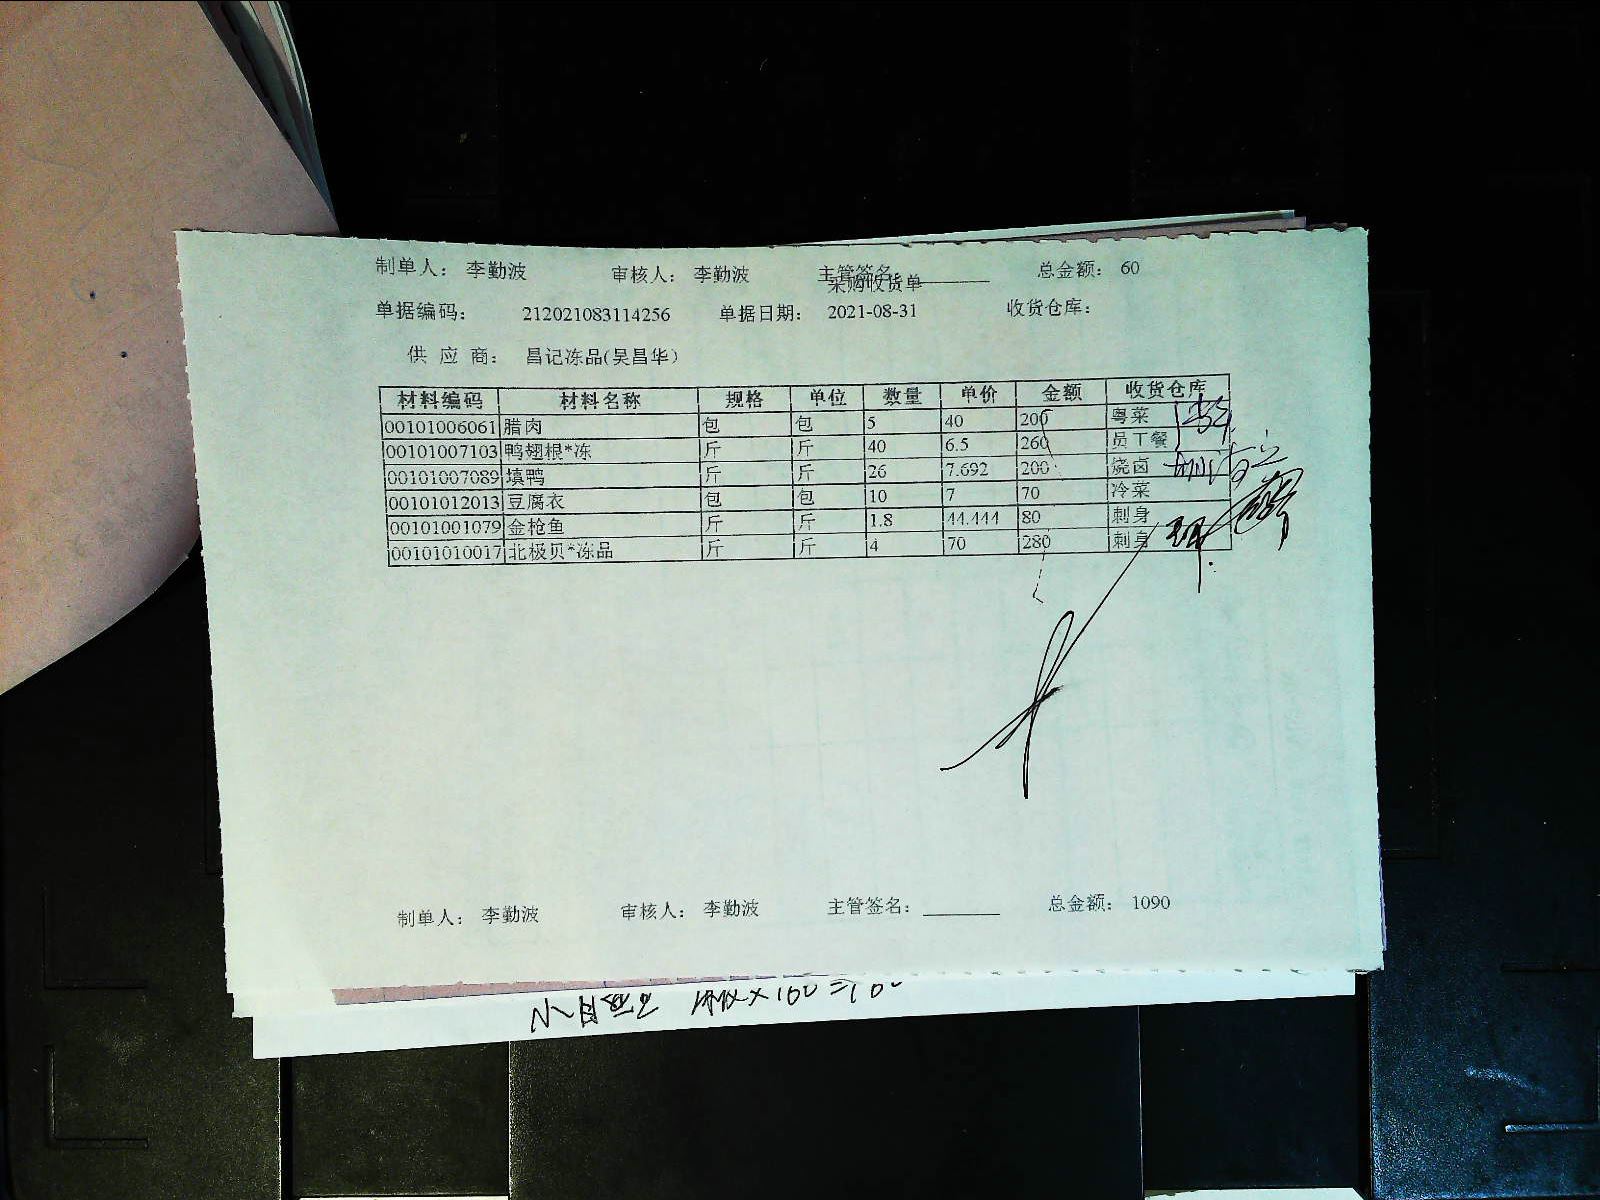 制单人： 李勤波 审核人： 李勤波 主管签名： 总金额： 60
采购收货单
单据编码： 212021083114256 单据日期： 2021-08-31 收货仓库：
供 应 商： 昌记冻品(吴昌华)
材料编码 材料名称 规格 单位 数量 单价 金额 收货仓库
00101006061 腊肉 包 包 5 40 200 粤菜
00101007103 鸭翅根*冻 斤 斤 40 6.5 260 员工餐
00101007089 填鸭 斤 斤 26 7.692 200 烧卤
00101012013 豆腐衣 包 包 10 7 70 冷菜
00101001079 金枪鱼 斤 斤 1.8 44.444 80 刺身
00101010017 北极贝*冻品 斤 斤 4 70 280 刺身
制单人： 李勤波 审核人： 李勤波 主管签名： 总金额： 1090